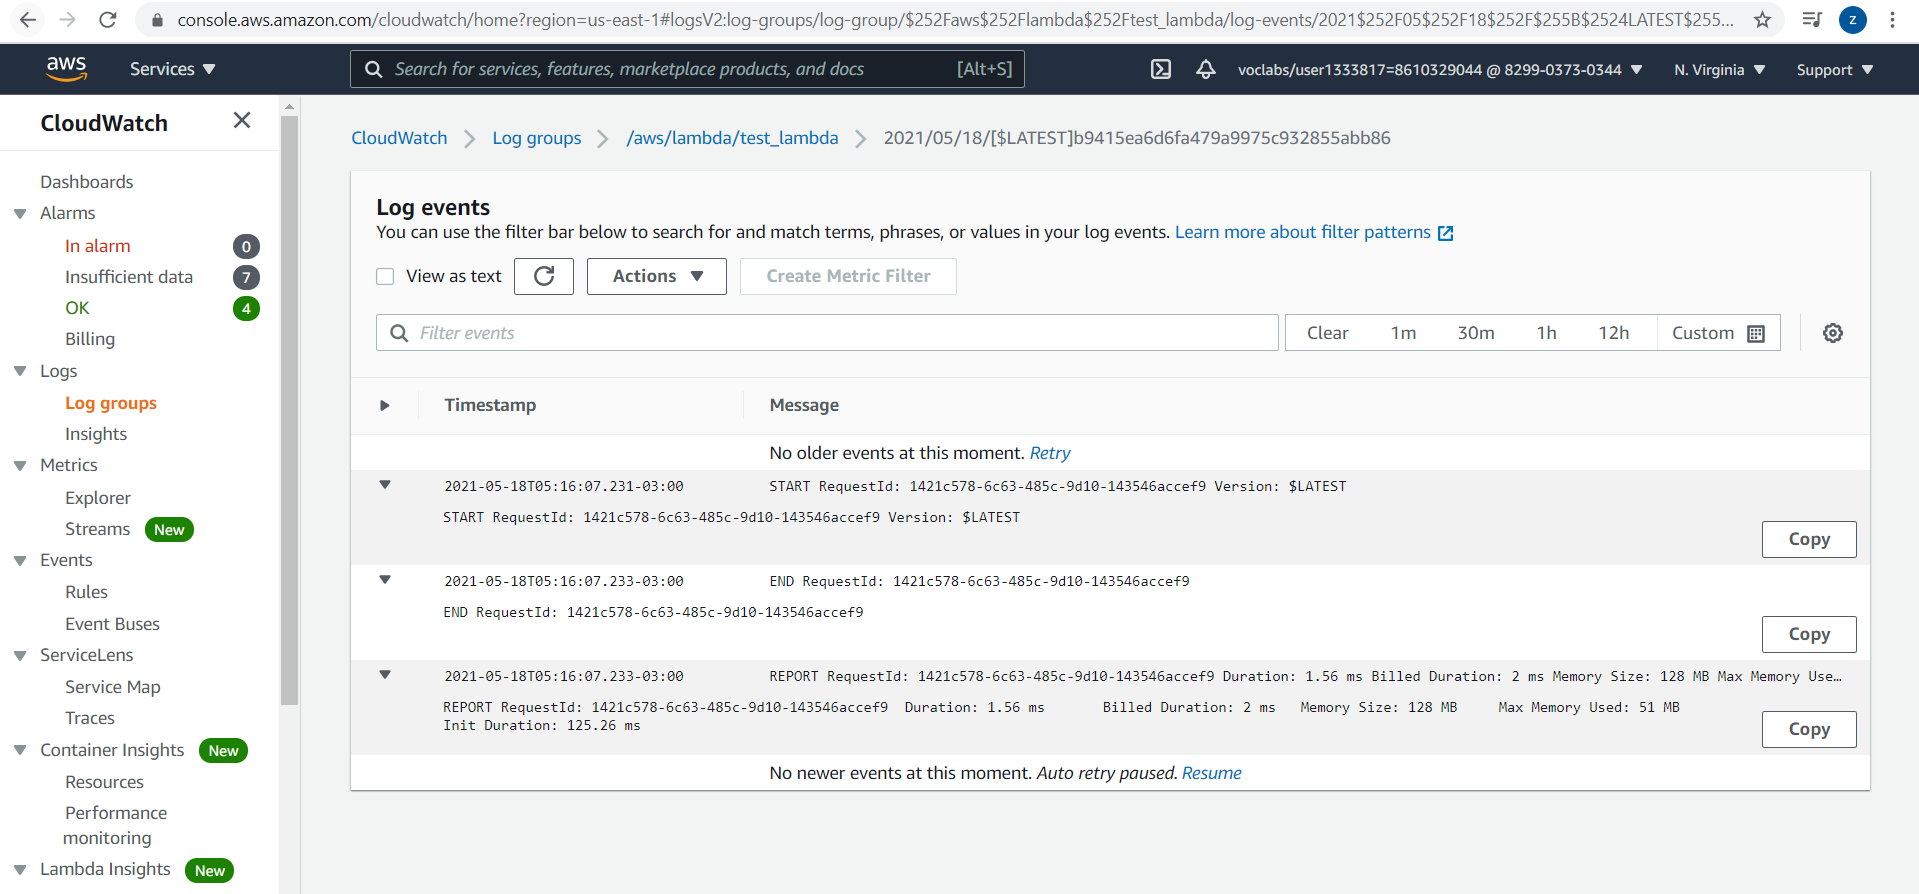 console.aws.amazon.com/cloudwatch/home?region=us-east-1#logsV2:log-groups/log-group/$252Faws$252Flambda$252Ftest_lambda/log-events/2021$252F05$252F18$252F$255B$2524LATEST$255...
Z
aws
Services
Search for services, features, marketplace products, and docs [Alt+S]
voclabs/user1333817=8610329044 @ 8299-0373-0344
N. Virginia
Support
CloudWatch
Dashboards
Alarms
In alarm 0
Insufficient data 7
OK 4
Billing
Logs
Log groups
Insights
Metrics
Explorer
Streams New
Events
Rules
Event Buses
ServiceLens
Service Map
Traces
Container Insights New
Resources
Performance
monitoring
Lambda Insights New
CloudWatch Log groups /aws/lambda/test_lambda 2021/05/18/[$LATEST]b9415ea6d6fa479a9975c932855abb86
Log events
You can use the filter bar below to search for and match terms, phrases, or values in your log events. Learn more about filter patterns
View as text Actions Create Metric Filter
Filter events Clear 1m 30m 1h 12h Custom
Timestamp Message
No older events at this moment. Retry
2021-05-18T05:16:07.231-03:00 START RequestId: 1421c578-6c63-485c-9d10-143546accef9 Version: $LATEST
START RequestId: 1421c578-6c63-485c-9d10-143546accef9 Version: $LATEST
Copy
2021-05-18T05:16:07.233-03:00 END RequestId: 1421c578-6c63-485c-9d10-143546accef9
END RequestId: 1421c578-6c63-485c-9d10-143546accef9
Copy
2021-05-18T05:16:07.233-03:00 REPORT RequestId: 1421c578-6c63-485c-9d10-143546accef9 Duration: 1.56 ms Billed Duration: 2 ms Memory Size: 128 MB Max Memory Use…
REPORT RequestId: 1421c578-6c63-485c-9d10-143546accef9 Duration: 1.56 ms Billed Duration: 2 ms Memory Size: 128 MB Max Memory Used: 51 MB
Init Duration: 125.26 ms
Copy
No newer events at this moment. Auto retry paused. Resume